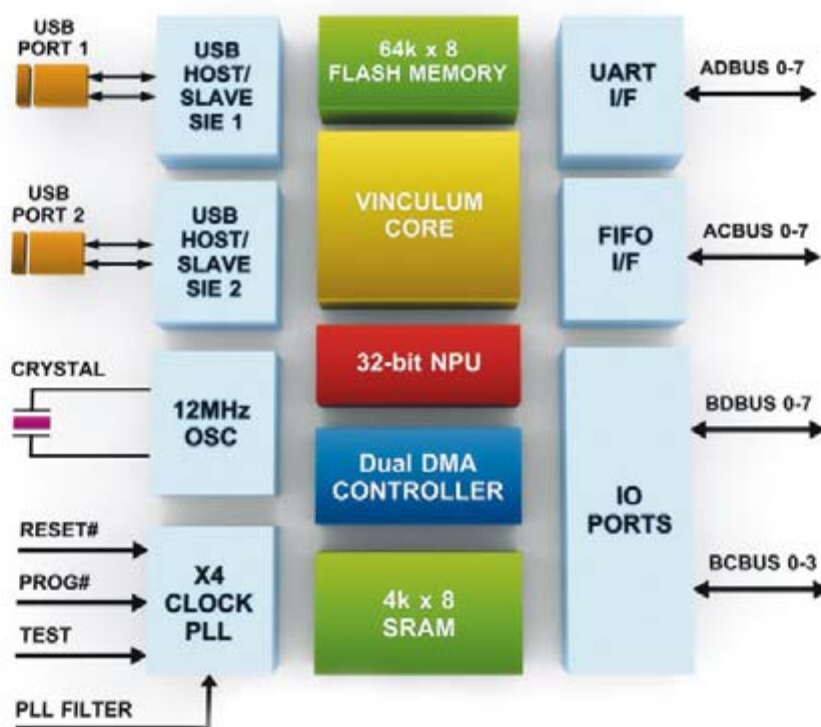 USB
PORT 1
USB
HOST/
SLAVE
SIE 1
64k x 8
FLASH MEMORY
UART
I/F
ADBUS 0-7
USB
PORT 2
USB
HOST/
SLAVE
SIE 2
VINCULUM
CORE
FIFO
I/F
ACBUS 0-7
CRYSTAL
12MHz
OSC
32-bit NPU
Dual DMA
CONTROLLER
IO
PORTS
BDBUS 0-7
BCBUS 0-3
RESET#
PROG#
TEST
PLL FILTER
X4
CLOCK
PLL
4k x 8
SRAM